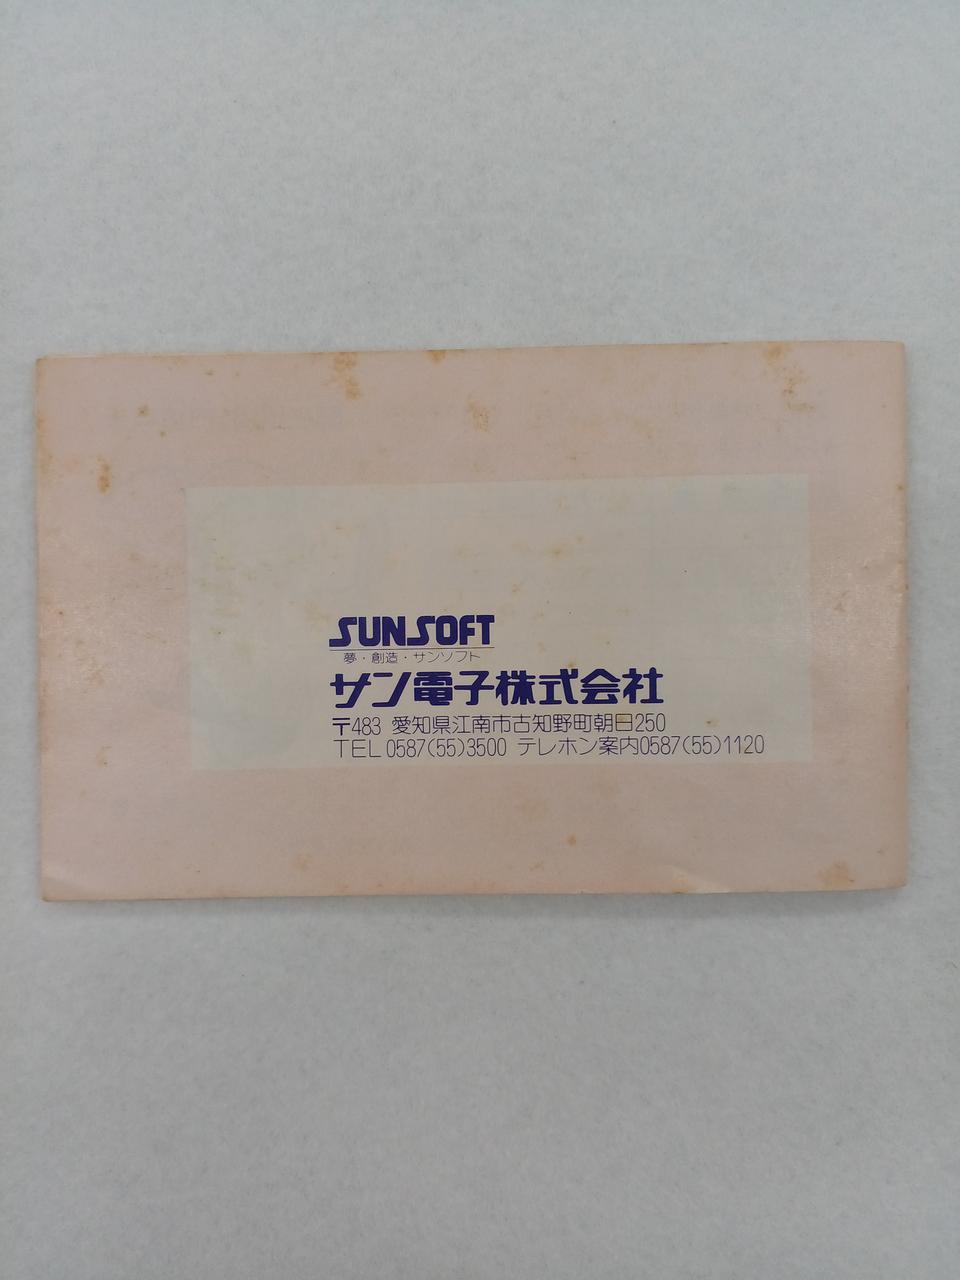 SUNSOFT
夢・創造・サンソフト
サン電子株式会社
〒483 愛知県江南市古知野町朝日250
TEL 0587(55)3500 テレホン案内0587(55)1120